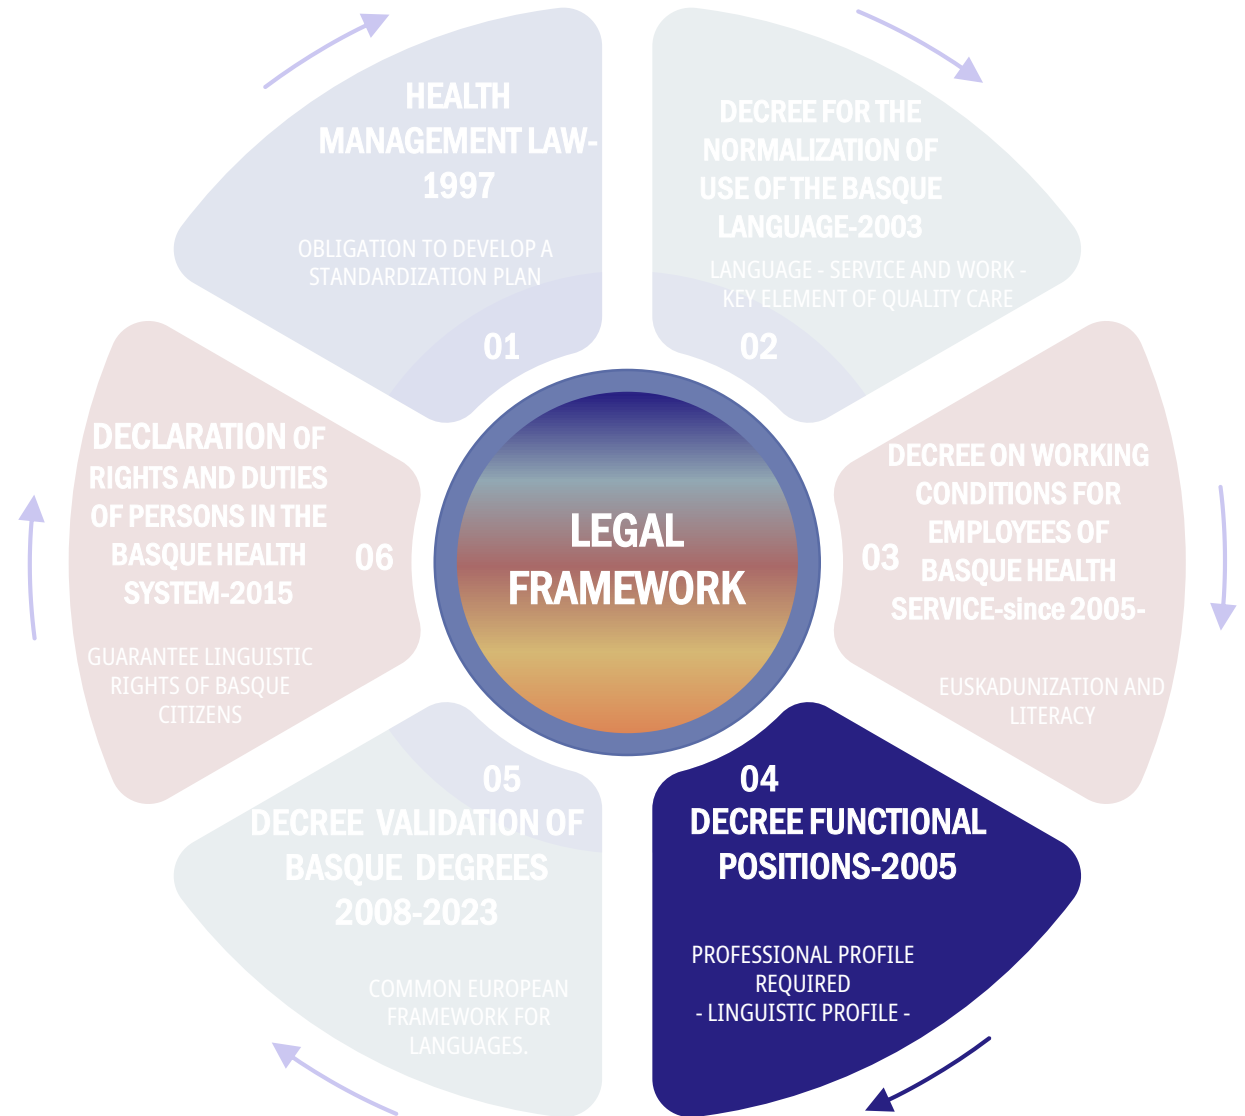 HEALTH
MANAGEMENT LAW-
1997
OBLIGATION TO DEVELOP A
STANDARDIZATION PLAN
01
DECREE FOR THE
NORMALIZATION OF
USE OF THE BASQUE
LANGUAGE-2003
LANGUAGE - SERVICE AND WORK -
KEY ELEMENT OF QUALITY CARE
02
DECREE ON WORKING
CONDITIONS FOR
EMPLOYEES OF
BASQUE HEALTH
SERVICE-since 2005-
03
EUSKADUNIZATION AND
LITERACY
04
DECREE FUNCTIONAL
POSITIONS-2005
PROFESSIONAL PROFILE
REQUIRED
- LINGUISTIC PROFILE -
05
DECREE VALIDATION OF
BASQUE DEGREES
2008-2023
COMMON EUROPEAN
FRAMEWORK FOR
LANGUAGES.
DECLARATION OF
RIGHTS AND DUTIES
OF PERSONS IN THE
BASQUE HEALTH
SYSTEM-2015
06
GUARANTEE LINGUISTIC
RIGHTS OF BASQUE
CITIZENS
LEGAL
FRAMEWORK